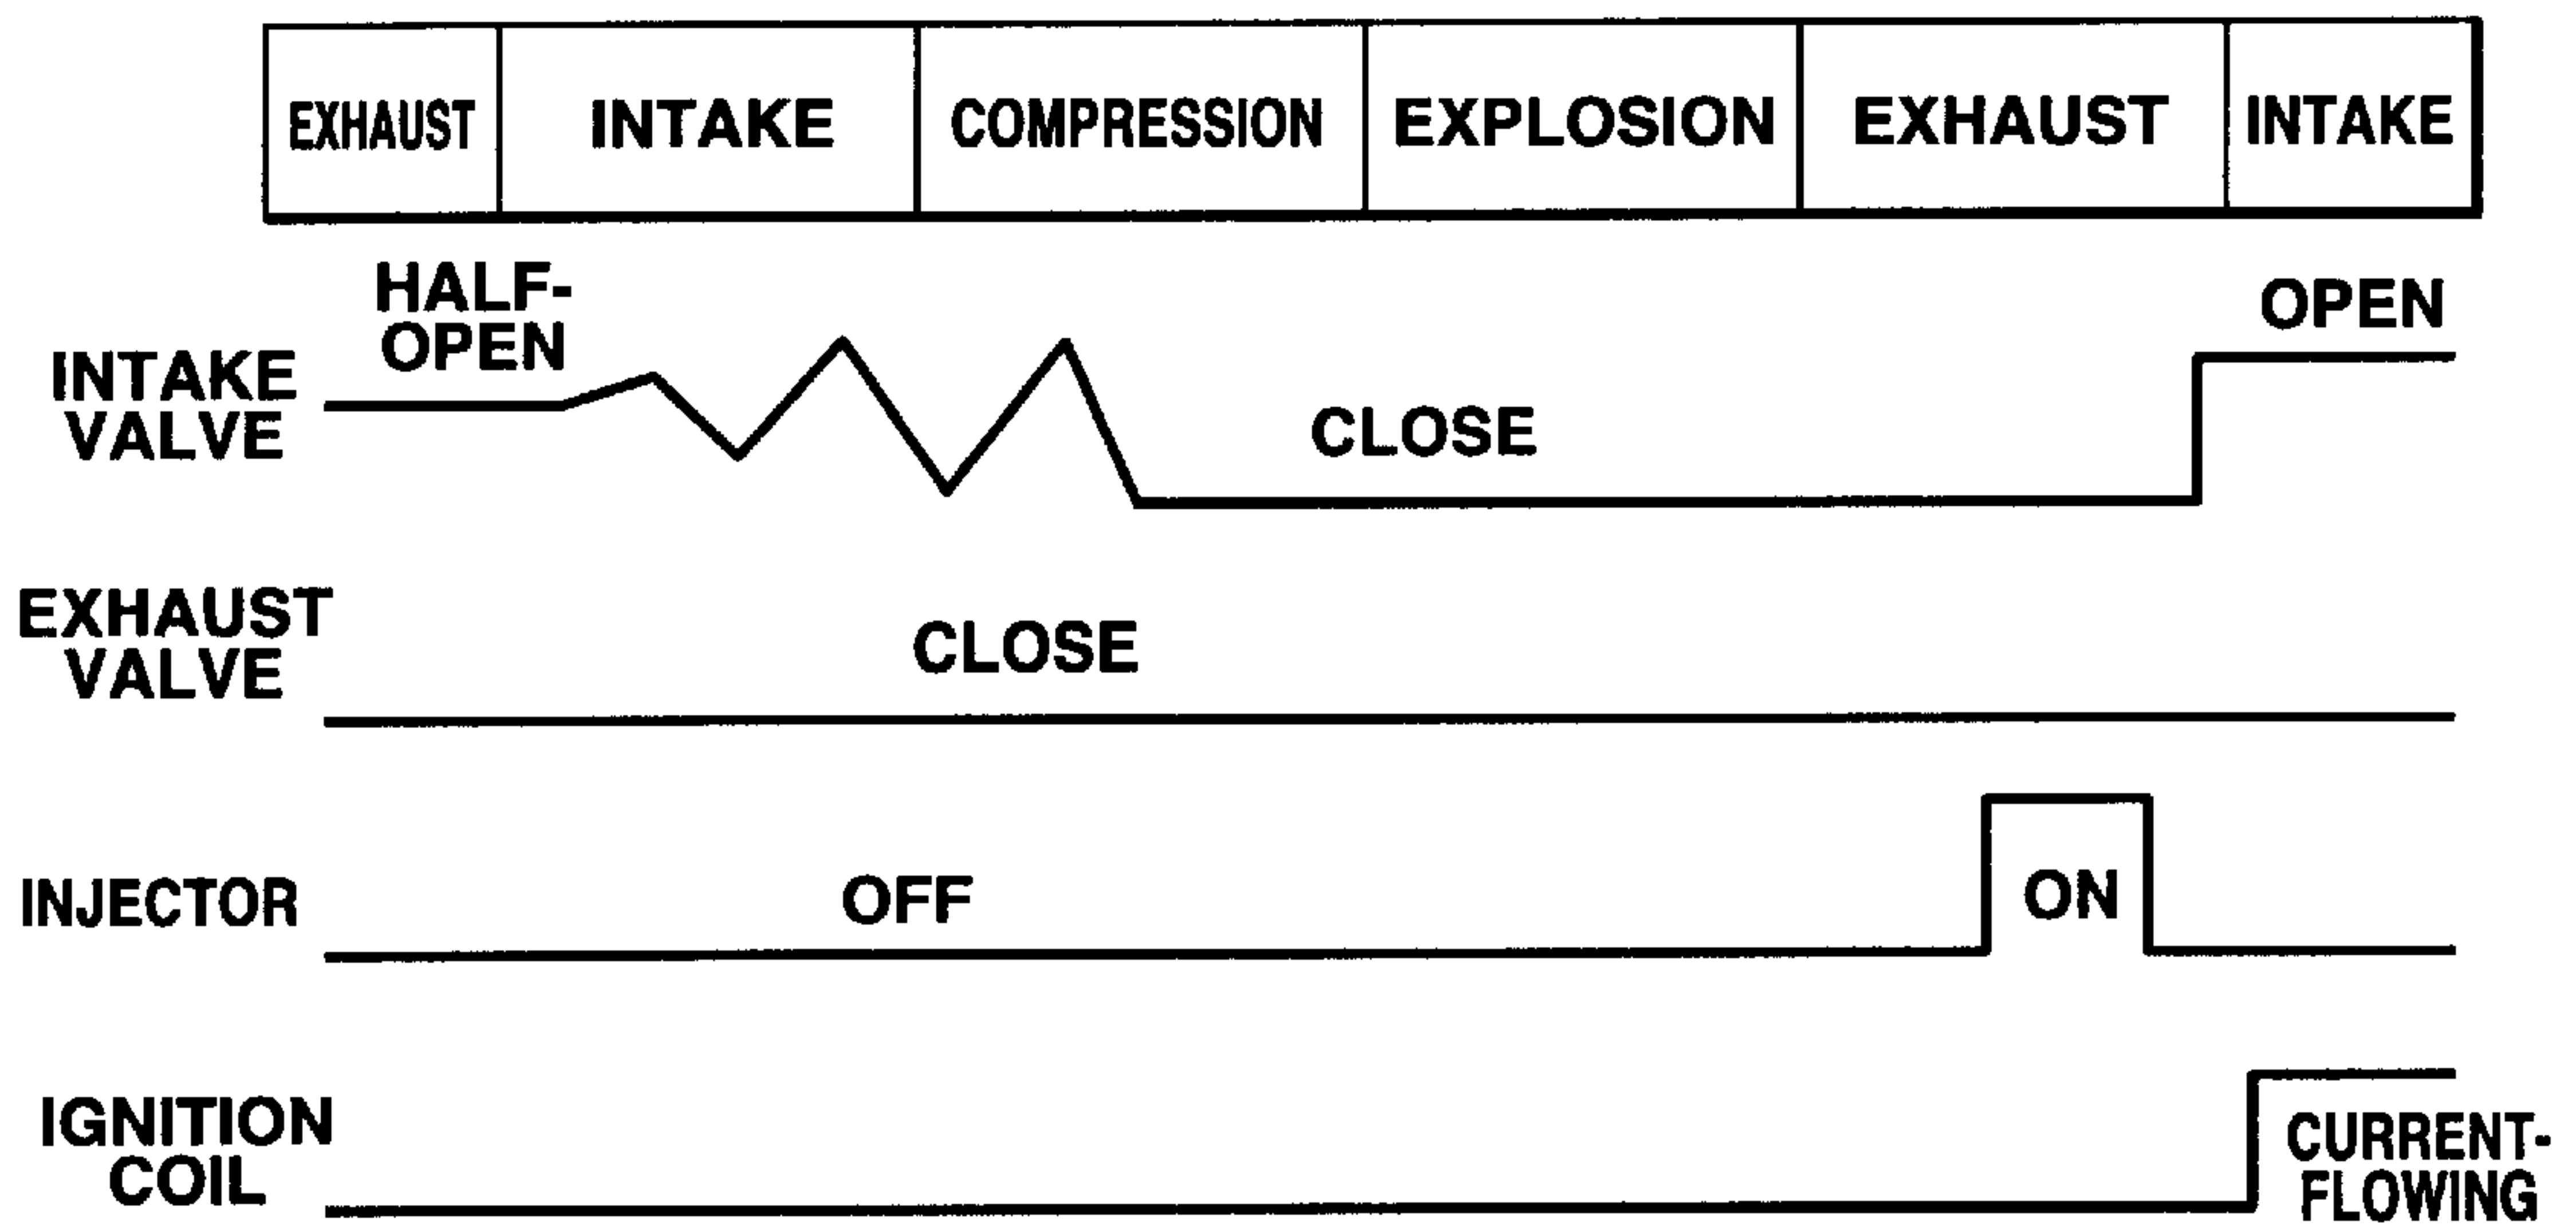 EXHAUST INTAKE COMPRESSION EXPLOSION EXHAUST INTAKE
HALF-
OPEN
OPEN
INTAKE
VALVE
CLOSE
EXHAUST
VALVE
CLOSE
INJECTOR
OFF
ON
IGNITION
COIL
CURRENT-
FLOWING